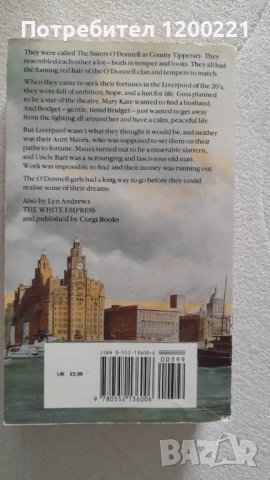 Потребител 1200221
They were called The Sisters O'Donnell in County Tipperary. They
resembled each other a lot – both in temper and looks. They all had
the flaming red hair of the O'Donnell clan and tempers to match.
When they came to seek their fortunes in the Liverpool of the 20's,
they were full of ambition, hope, and a lust for life. Gina planned
to be a star of the theatre, Mary Kate wanted to find a husband.
And Bridget – gentle, timid Bridget – just wanted to get away
from the fighting all around her and have a calm, peaceful life.
But Liverpool wasn't what they thought it would be, and neither
was their Aunt Maura, who was supposed to set them on their
paths to fortune. Maura turned out to be a miserable slattern,
and Uncle Bart was a scrounging and lascivious old man.
Work was impossible to find and their money was running out.
The O'Donnell girls had a long way to go before they could
realise some of their dreams.
Also by Lyn Andrews
THE WHITE EMPRESS
and published by Corgi Books
UK £3.99
ISBN 0-552-13600-X
00399
9 780552 136006
bazar